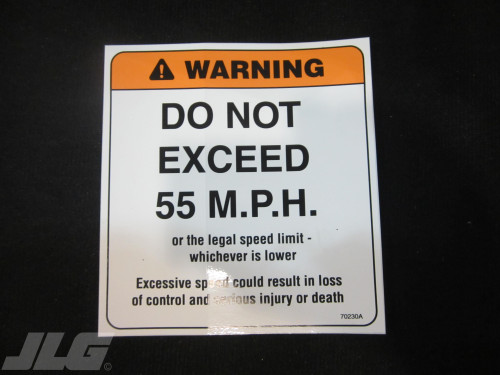 WARNING
DO NOT
EXCEED
55 M.P.H.
or the legal speed limit -
whichever is lower
Excessive speed could result in loss
of control and serious injury or death
70230A
JLG ©